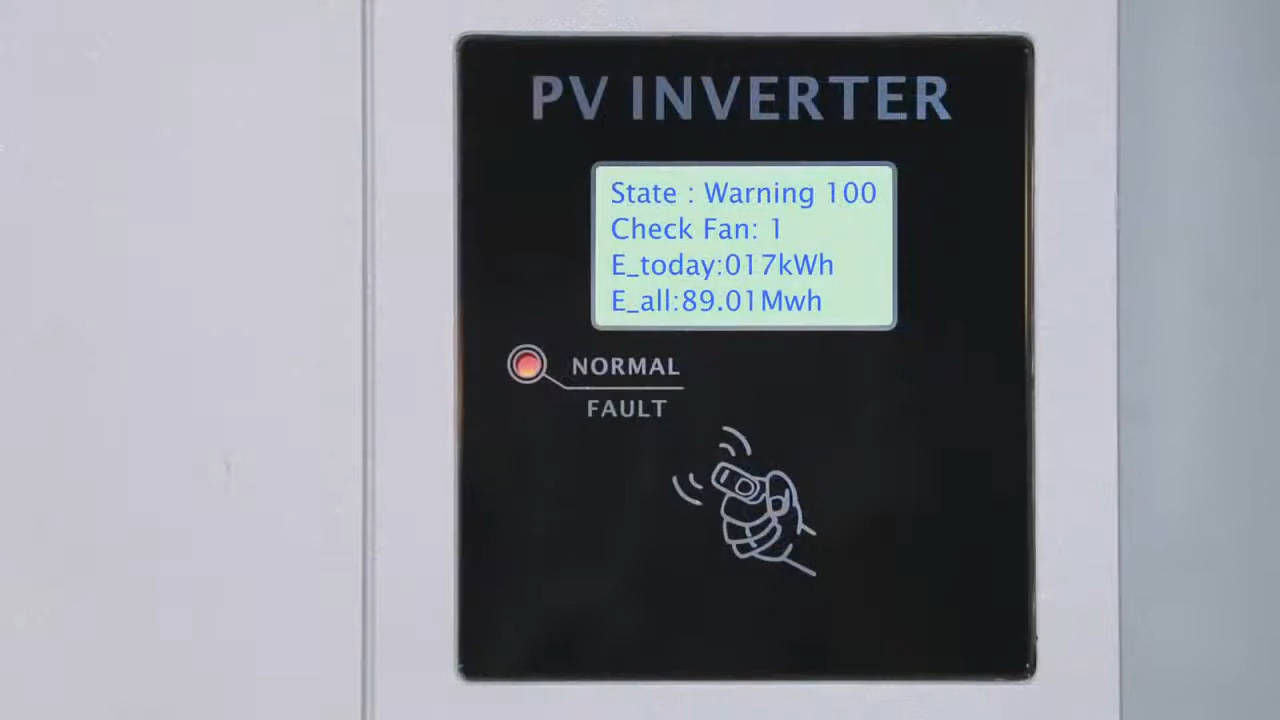 PV INVERTER
State : Warning 100
Check Fan: 1
E_today:017kWh
E_all:89.01Mwh
NORMAL
FAULT